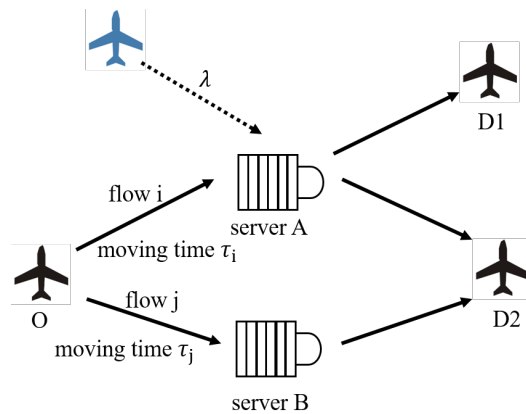 λ
D1
flow i
server A
moving time τᵢ
flow j
O
D2
moving time τⱼ
server B